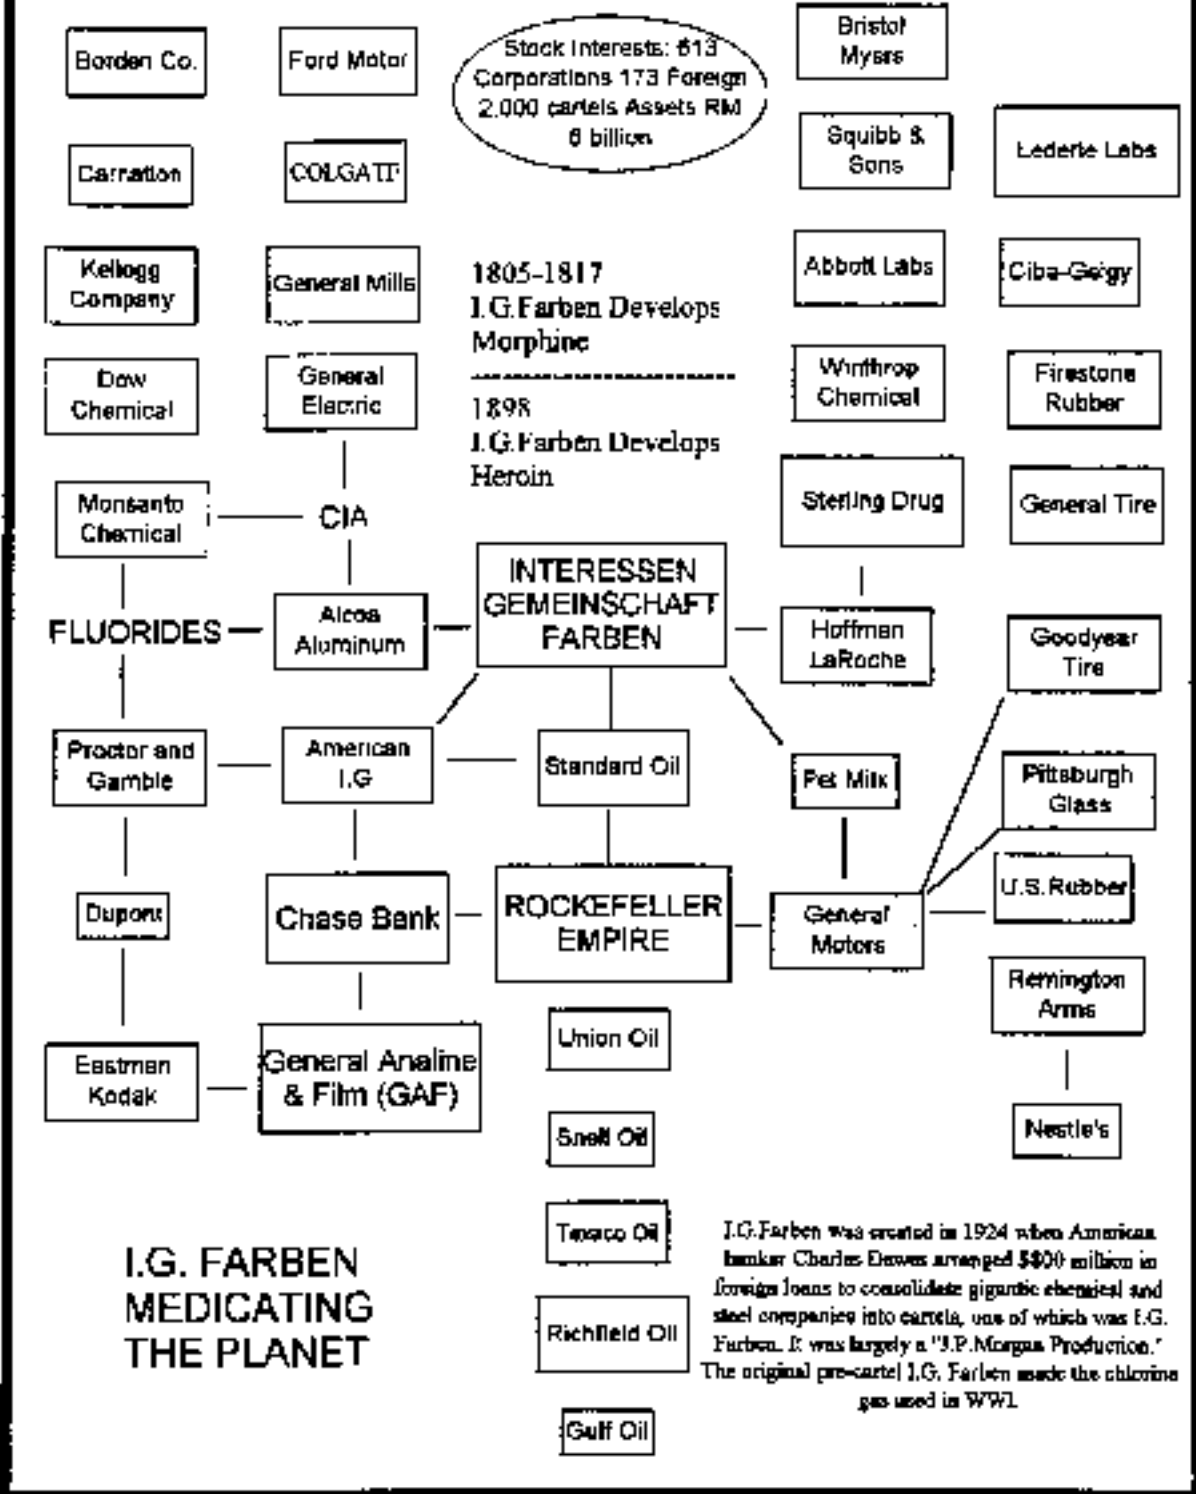 Borden Co.
Ford Motor
Stock Interests: 613
Corporations 173 Foreign
2,000 cartels Assets RM
6 billion
Bristol
Myers
Carnation
COLGATE
Squibb &
Sons
Lederle Labs
Kellogg
Company
General Mills
1805-1817
I.G.Farben Develops
Morphine
1898
I.G.Farben Develops
Heroin
Abbott Labs
Ciba-Geigy
Dow
Chemical
General
Electric
Winthrop
Chemical
Firestone
Rubber
Monsanto
Chemical
CIA
Sterling Drug
General Tire
FLUORIDES
Alcoa
Aluminum
INTERESSEN
GEMEINSCHAFT
FARBEN
Hoffman
LaRoche
Goodyear
Tire
Proctor and
Gamble
American
I.G
Standard Oil
Pet Milk
Pittsburgh
Glass
Dupont
Chase Bank
ROCKEFELLER
EMPIRE
General
Motors
U.S.Rubber
Remington
Arms
Eastman
Kodak
General Analine
& Film (GAF)
Union Oil
Shell Oil
Nestle's
Texaco Oil
Richfield Oil
Gulf Oil
I.G. FARBEN
MEDICATING
THE PLANET
I.G.Farben was created in 1924 when American
banker Charles Dawes arranged $800 million in
foreign loans to consolidate gigantic chemical and
steel companies into cartels, one of which was I.G.
Farben. It was largely a "J.P.Morgan Production."
The original pre-cartel I.G. Farben made the chlorine
gas used in WWI.